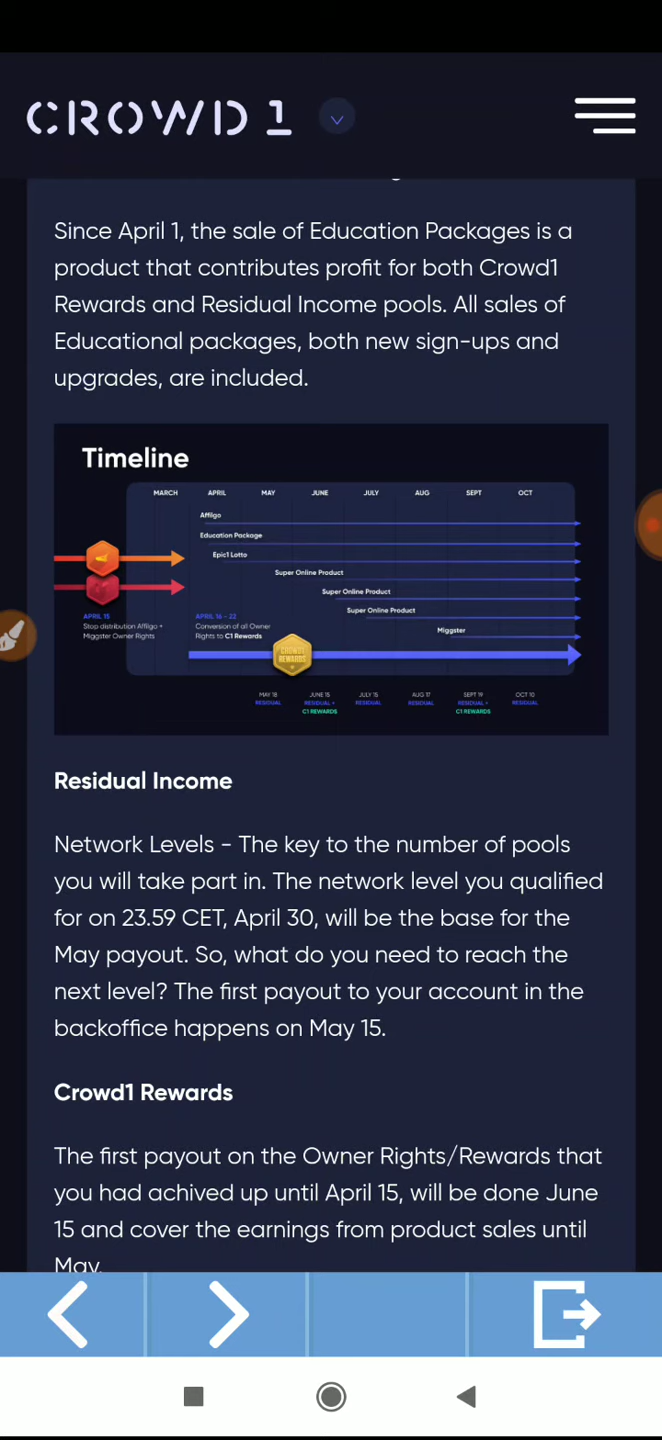 CROWD 1
Since April 1, the sale of Education Packages is a
product that contributes profit for both Crowd1
Rewards and Residual Income pools. All sales of
Educational packages, both new sign-ups and
upgrades, are included.
Timeline
MARCH APRIL MAY JUNE JULY AUG SEPT OCT
Affilgo
Education Package
Epic1 Lotto
Super Online Product
Super Online Product
Super Online Product
Miggster
APRIL 15
Stop distribution Affilgo +
Miggster Owner Rights
APRIL 16 - 22
Conversion of all Owner
Rights to C1 Rewards
CROWD1
REWARDS
MAY 18 JUNE 15 JULY 15 AUG 17 SEPT 19 OCT 10
RESIDUAL RESIDUAL + RESIDUAL RESIDUAL RESIDUAL + RESIDUAL
C1 REWARDS C1 REWARDS
Residual Income
Network Levels - The key to the number of pools
you will take part in. The network level you qualified
for on 23.59 CET, April 30, will be the base for the
May payout. So, what do you need to reach the
next level? The first payout to your account in the
backoffice happens on May 15.
Crowd1 Rewards
The first payout on the Owner Rights/Rewards that
you had achived up until April 15, will be done June
15 and cover the earnings from product sales until
May.